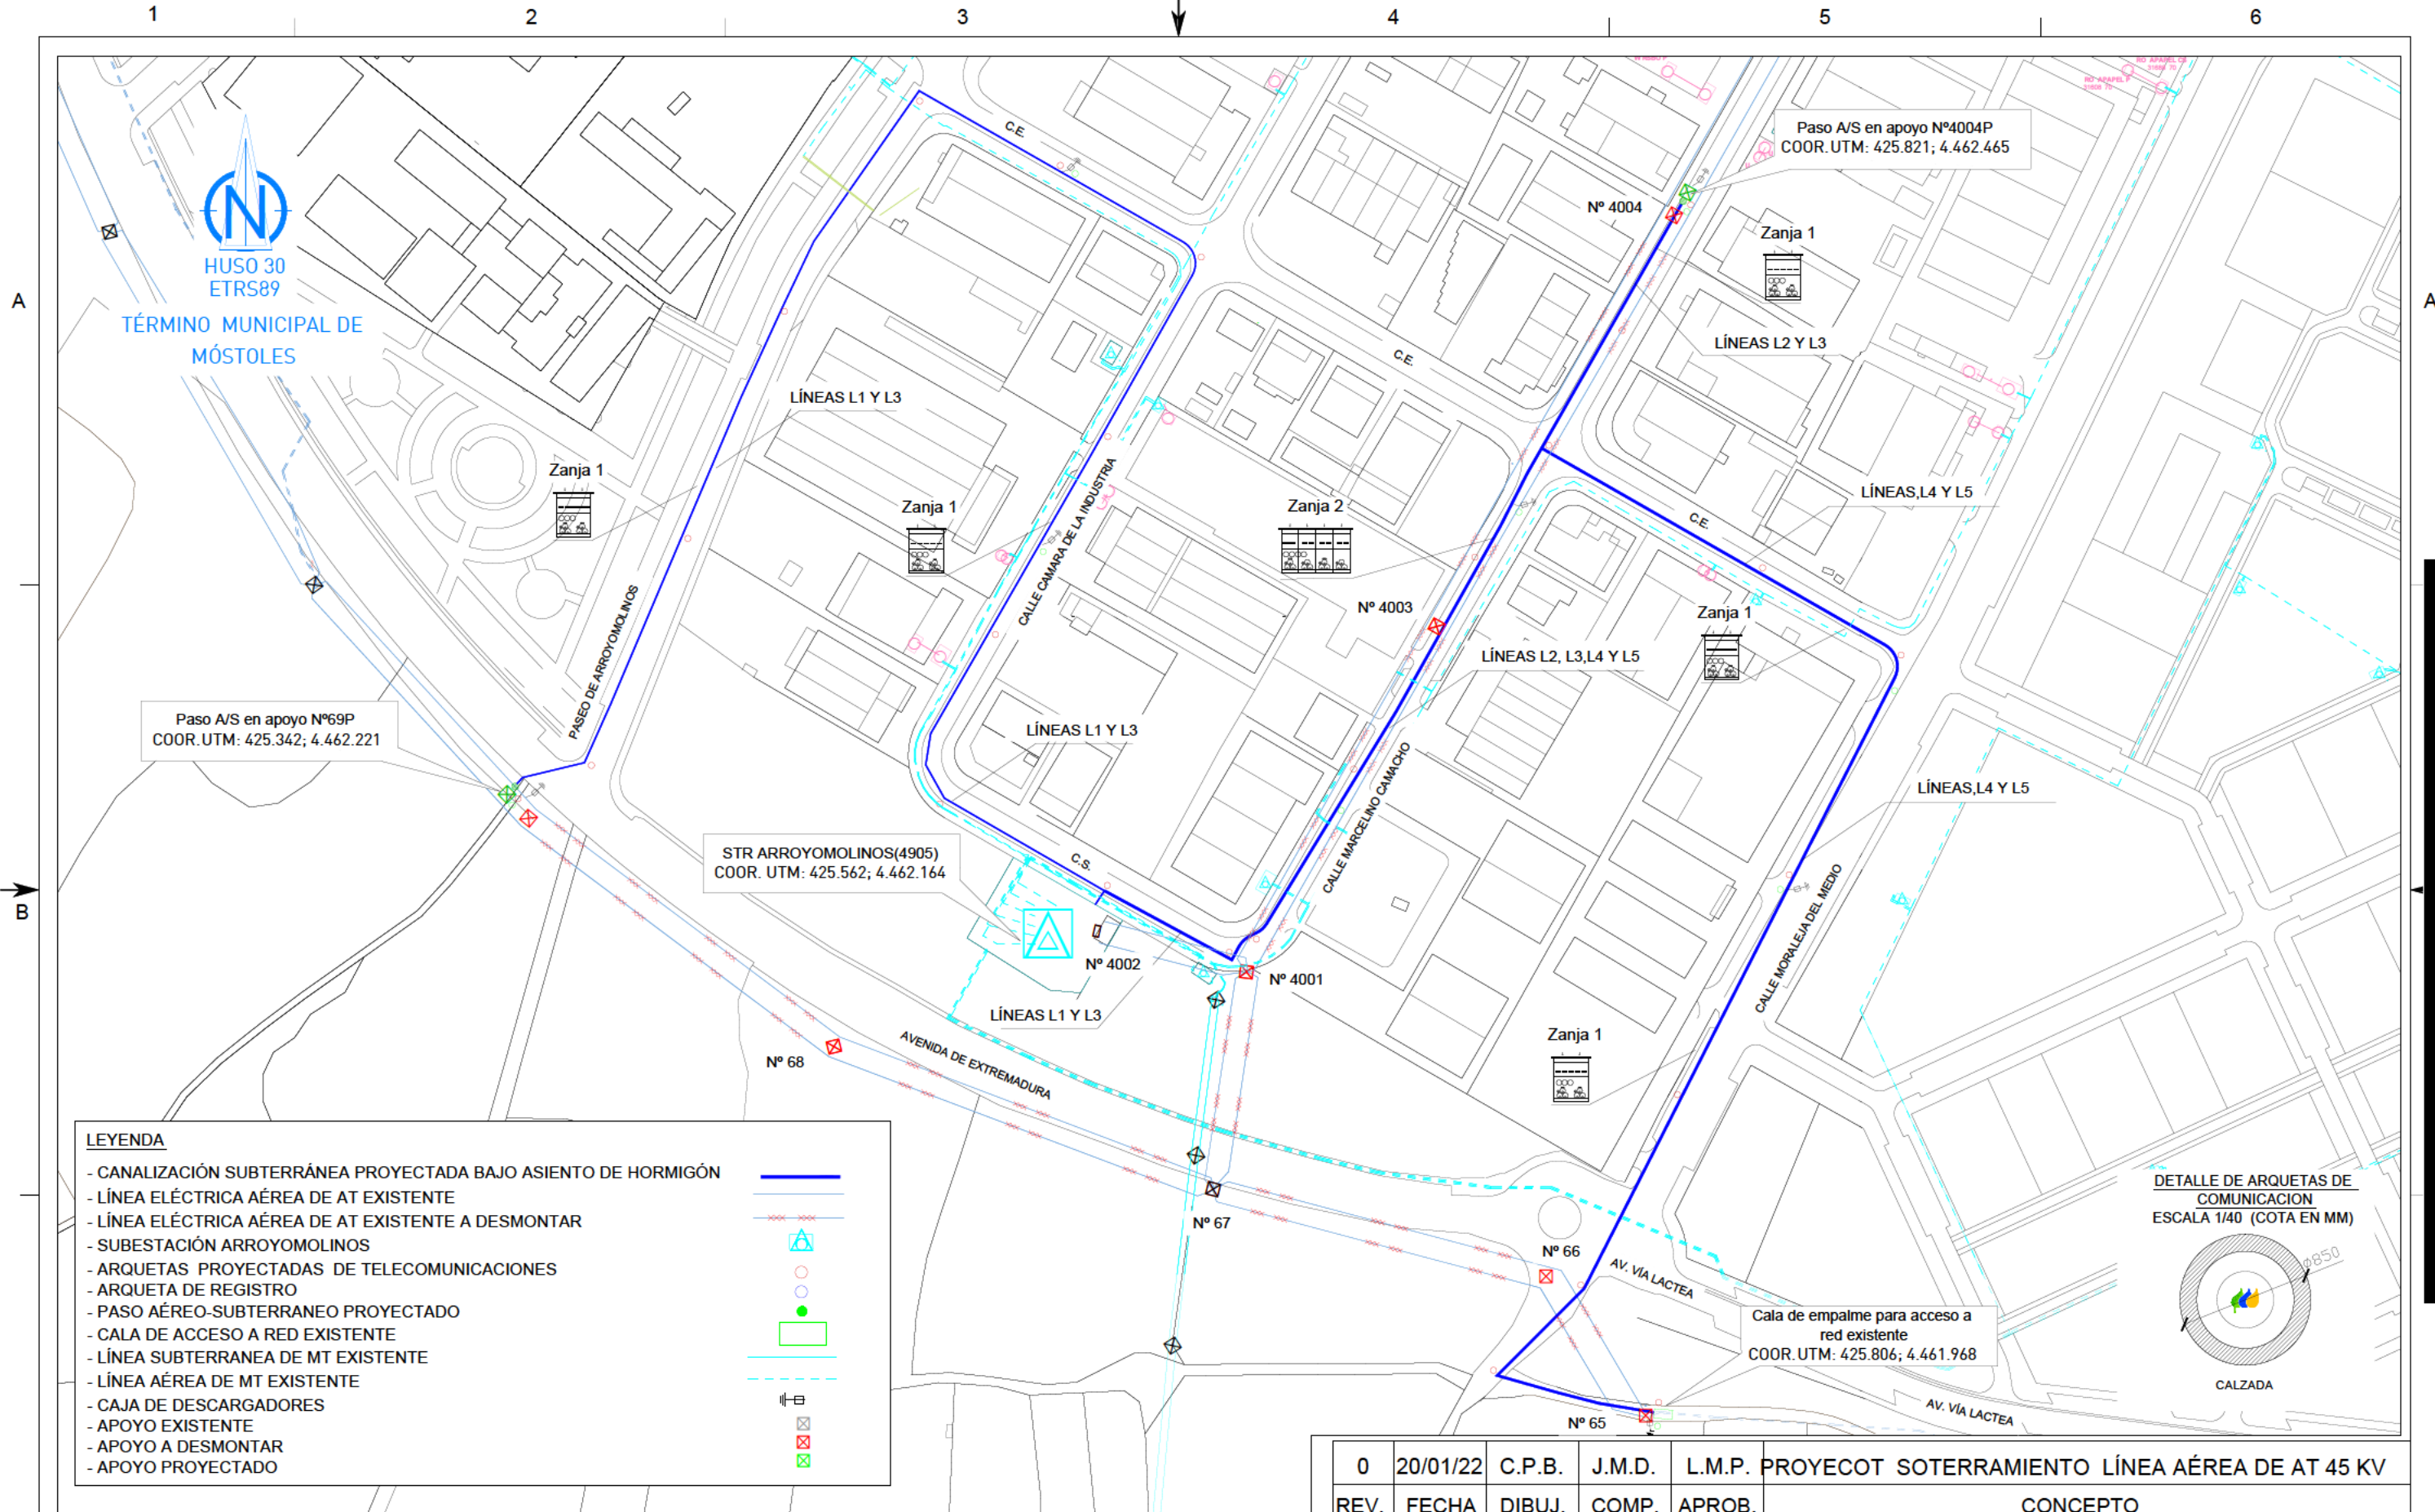 1
2
3
4
5
6
A
A
B
HUSO 30
ETRS89
TÉRMINO MUNICIPAL DE
MÓSTOLES
N
C.E.
RG APAREL P
31608 70
Paso A/S en apoyo Nº4004P
COOR.UTM: 425.821; 4.462.465
Nº 4004
Zanja 1
LÍNEAS L2 Y L3
C.E.
LÍNEAS L1 Y L3
Zanja 1
Zanja 1
Zanja 2
LÍNEAS,L4 Y L5
C.E.
CALLE CAMARA DE LA INDUSTRIA
PASEO DE ARROYOMOLINOS
Nº 4003
Zanja 1
LÍNEAS L2, L3,L4 Y L5
Paso A/S en apoyo Nº69P
COOR.UTM: 425.342; 4.462.221
LÍNEAS L1 Y L3
CALLE MARCELINO CAMACHO
LÍNEAS,L4 Y L5
STR ARROYOMOLINOS(4905)
COOR. UTM: 425.562; 4.462.164
C.S.
CALLE MORALEJA DEL MEDIO
Nº 4002
Nº 4001
LÍNEAS L1 Y L3
Zanja 1
Nº 68
AVENIDA DE EXTREMADURA
Nº 67
Nº 66
AV. VÍA LACTEA
Cala de empalme para acceso a
red existente
COOR.UTM: 425.806; 4.461.968
Nº 65
AV. VÍA LACTEA
DETALLE DE ARQUETAS DE
COMUNICACION
ESCALA 1/40 (COTA EN MM)
Ø850
CALZADA
LEYENDA
- CANALIZACIÓN SUBTERRÁNEA PROYECTADA BAJO ASIENTO DE HORMIGÓN
- LÍNEA ELÉCTRICA AÉREA DE AT EXISTENTE
- LÍNEA ELÉCTRICA AÉREA DE AT EXISTENTE A DESMONTAR
- SUBESTACIÓN ARROYOMOLINOS
- ARQUETAS PROYECTADAS DE TELECOMUNICACIONES
- ARQUETA DE REGISTRO
- PASO AÉREO-SUBTERRANEO PROYECTADO
- CALA DE ACCESO A RED EXISTENTE
- LÍNEA SUBTERRANEA DE MT EXISTENTE
- LÍNEA AÉREA DE MT EXISTENTE
- CAJA DE DESCARGADORES
- APOYO EXISTENTE
- APOYO A DESMONTAR
- APOYO PROYECTADO
0 20/01/22 C.P.B. J.M.D. L.M.P. PROYECOT SOTERRAMIENTO LÍNEA AÉREA DE AT 45 KV
REV. FECHA DIBUJ. COMP. APROB. CONCEPTO